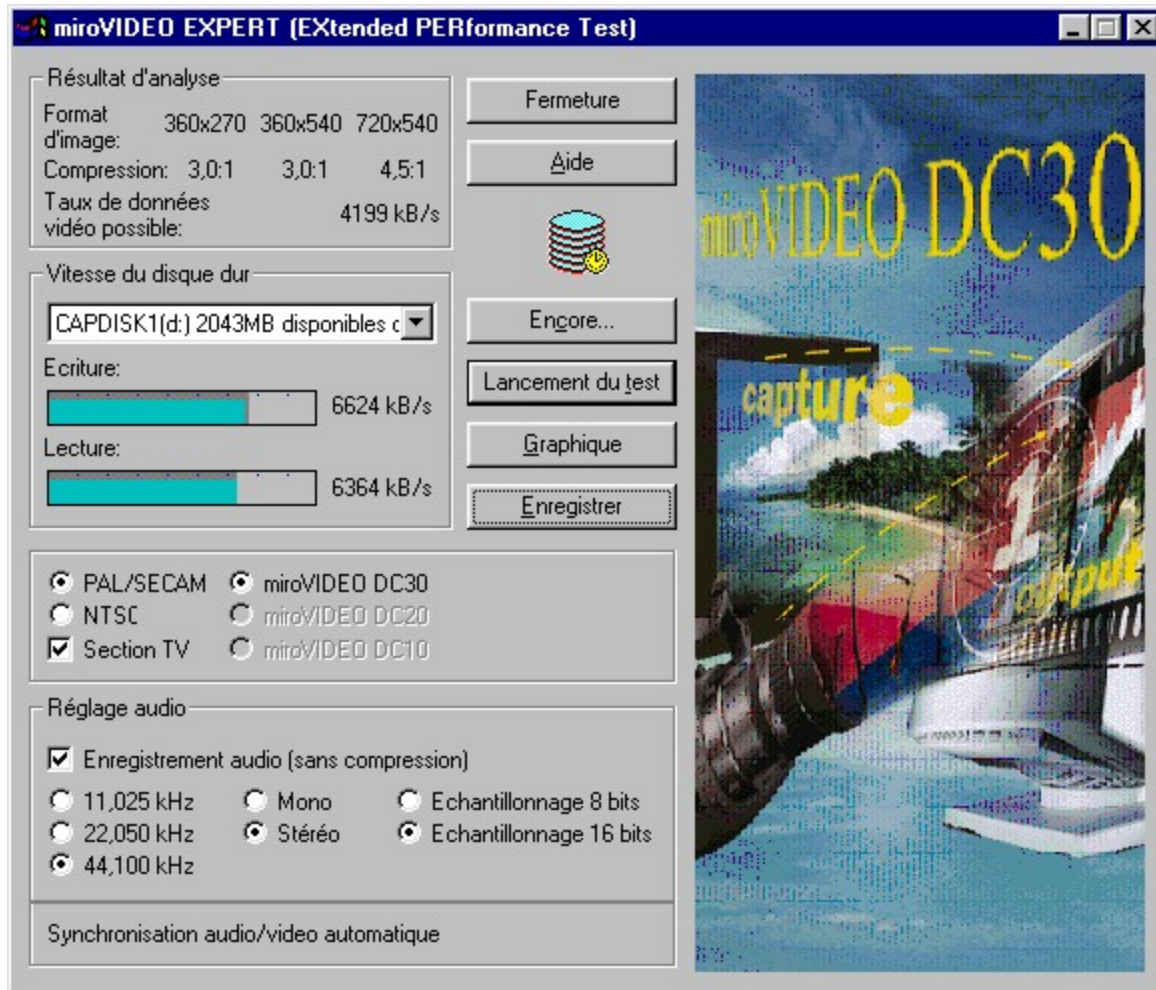 miroVIDEO EXPERT (EXtended PERformance Test)
Résultat d'analyse
Format d'image: 360x270 360x540 720x540
Compression: 3,0:1 3,0:1 4,5:1
Taux de données
vidéo possible: 4199 kB/s
Vitesse du disque dur
CAPDISK1(d:) 2043MB disponibles
Ecriture:
6624 kB/s
Lecture:
6364 kB/s
Fermeture
Aide
Encore...
Lancement du test
Graphique
Enregistrer
PAL/SECAM miroVIDEO DC30
NTSC miroVIDEO DC20
Section TV miroVIDEO DC10
Réglage audio
Enregistrement audio (sans compression)
11,025 kHz Mono Echantillonnage 8 bits
22,050 kHz Stéréo Echantillonnage 16 bits
44,100 kHz
Synchronisation audio/video automatique
miroVIDEO DC30
capture
output